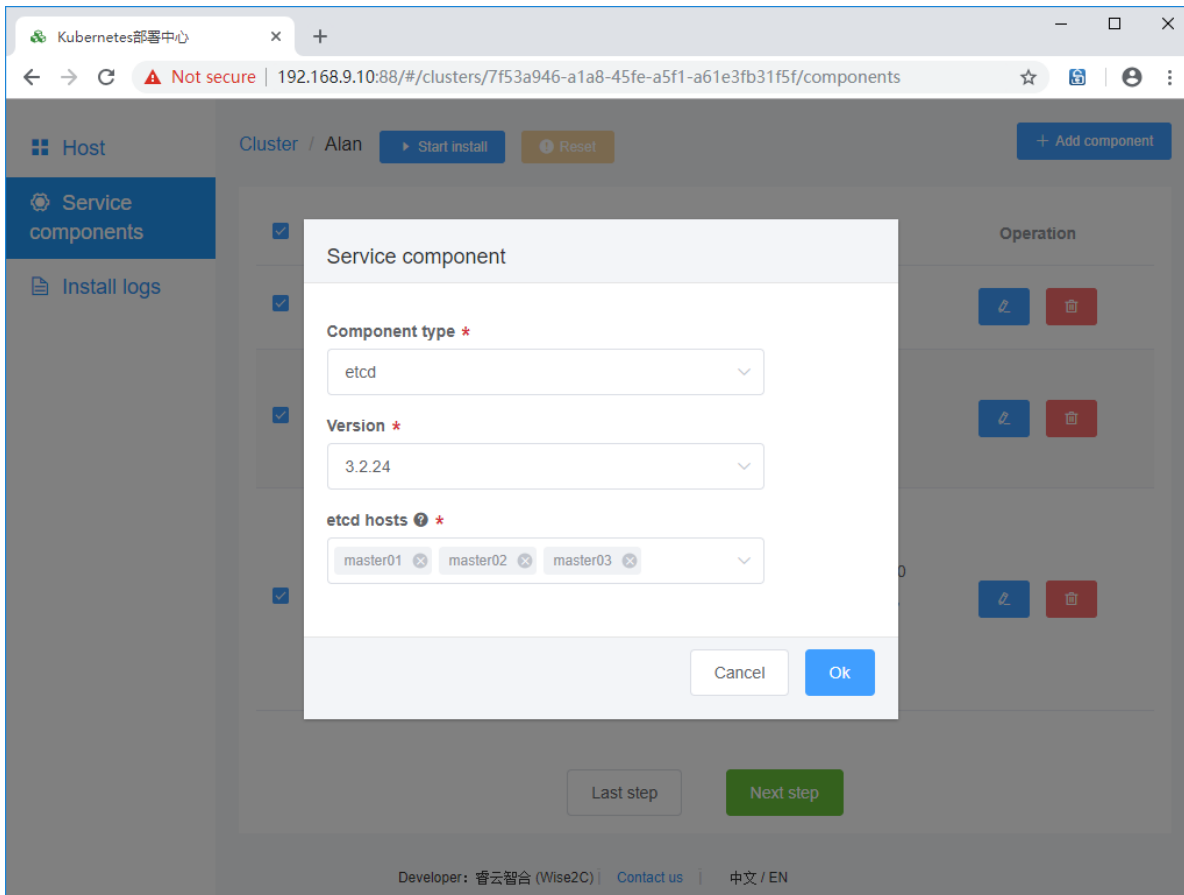 Kubernetes部署中心
Not secure | 192.168.9.10:88/#/clusters/7f53a946-a1a8-45fe-a5f1-a61e3fb31f5f/components
Host
Cluster / Alan Start install Reset + Add component
Service components
Operation
Install logs
Service component
Component type *
etcd
Version *
3.2.24
etcd hosts *
master01 master02 master03
0
Cancel Ok
Last step Next step
Developer：睿云智合 (Wise2C) | Contact us | 中文 / EN